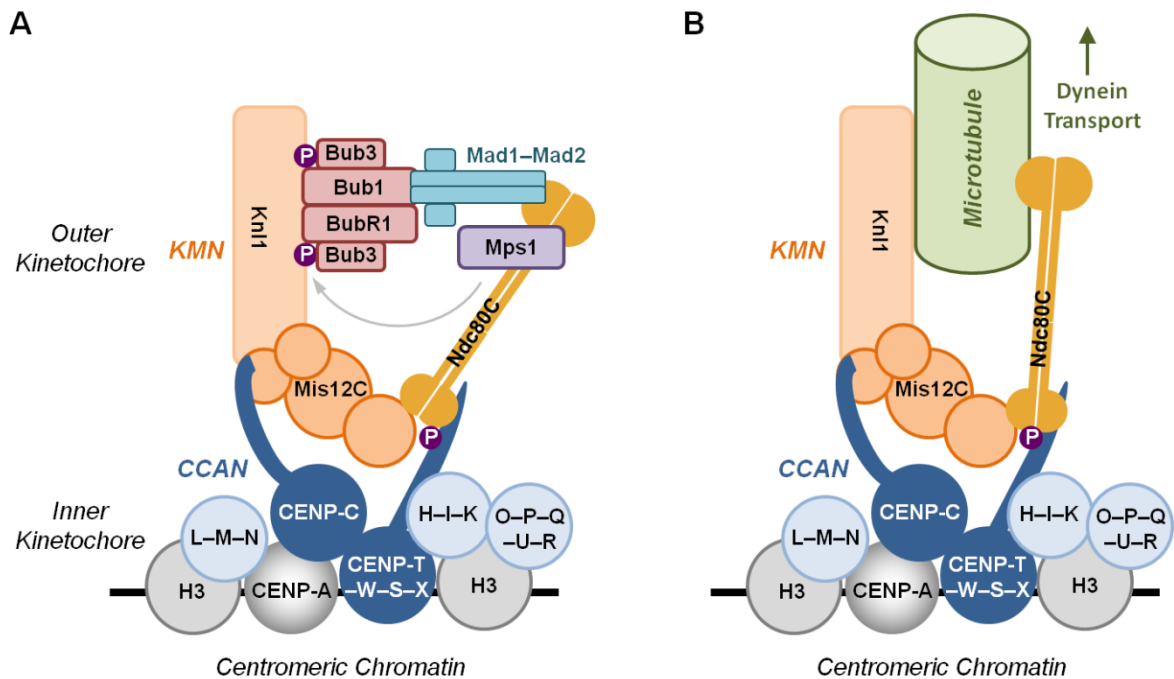 A
P
Bub3
Mad1–Mad2
Bub1
BubR1
P
Bub3
Mps1
Knl1
Outer
Kinetochore
KMN
Ndc80C
Mis12C
P
CCAN
CENP-C
H–I–K
O–P–Q
–U–R
Inner
Kinetochore
L–M–N
CENP-T
–W–S–X
H3
CENP-A
H3
Centromeric Chromatin
B
Microtubule
Dynein
Transport
Knl1
KMN
Ndc80C
Mis12C
P
CCAN
CENP-C
H–I–K
O–P–Q
–U–R
L–M–N
CENP-T
–W–S–X
H3
CENP-A
H3
Centromeric Chromatin